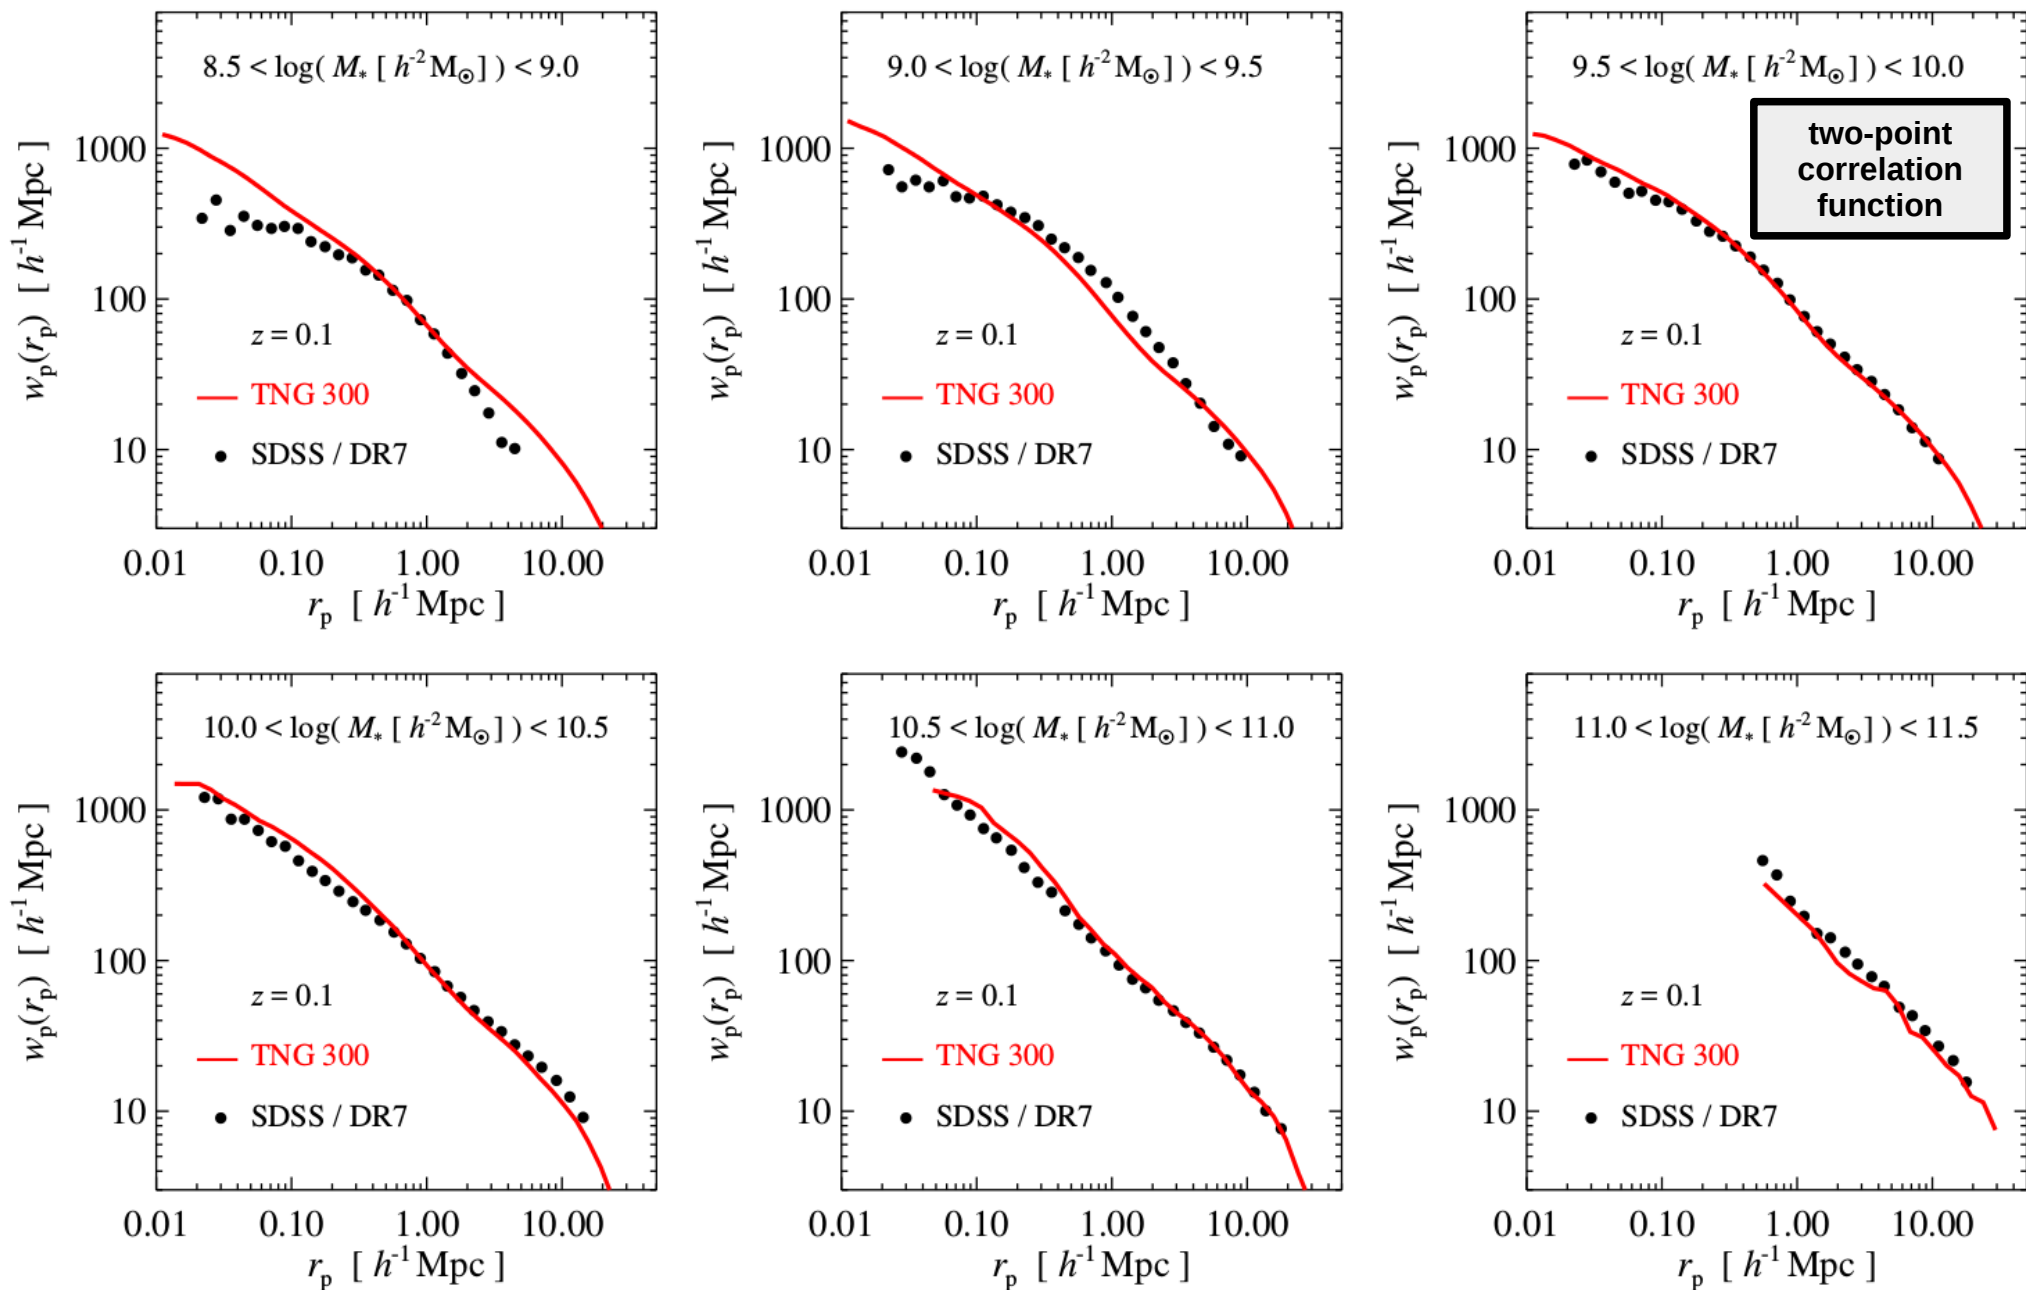 8.5 < log( M* [ h⁻² M⊙ ] ) < 9.0
1000
100
10
wp(rp) [ h⁻¹ Mpc ]
z = 0.1
TNG 300
SDSS / DR7
0.01 0.10 1.00 10.00
rp [ h⁻¹ Mpc ]
9.0 < log( M* [ h⁻² M⊙ ] ) < 9.5
1000
100
10
wp(rp) [ h⁻¹ Mpc ]
z = 0.1
TNG 300
SDSS / DR7
0.01 0.10 1.00 10.00
rp [ h⁻¹ Mpc ]
9.5 < log( M* [ h⁻² M⊙ ] ) < 10.0
two-point
correlation
function
1000
100
10
wp(rp) [ h⁻¹ Mpc ]
z = 0.1
TNG 300
SDSS / DR7
0.01 0.10 1.00 10.00
rp [ h⁻¹ Mpc ]
10.0 < log( M* [ h⁻² M⊙ ] ) < 10.5
1000
100
10
wp(rp) [ h⁻¹ Mpc ]
z = 0.1
TNG 300
SDSS / DR7
0.01 0.10 1.00 10.00
rp [ h⁻¹ Mpc ]
10.5 < log( M* [ h⁻² M⊙ ] ) < 11.0
1000
100
10
wp(rp) [ h⁻¹ Mpc ]
z = 0.1
TNG 300
SDSS / DR7
0.01 0.10 1.00 10.00
rp [ h⁻¹ Mpc ]
11.0 < log( M* [ h⁻² M⊙ ] ) < 11.5
1000
100
10
wp(rp) [ h⁻¹ Mpc ]
z = 0.1
TNG 300
SDSS / DR7
0.01 0.10 1.00 10.00
rp [ h⁻¹ Mpc ]